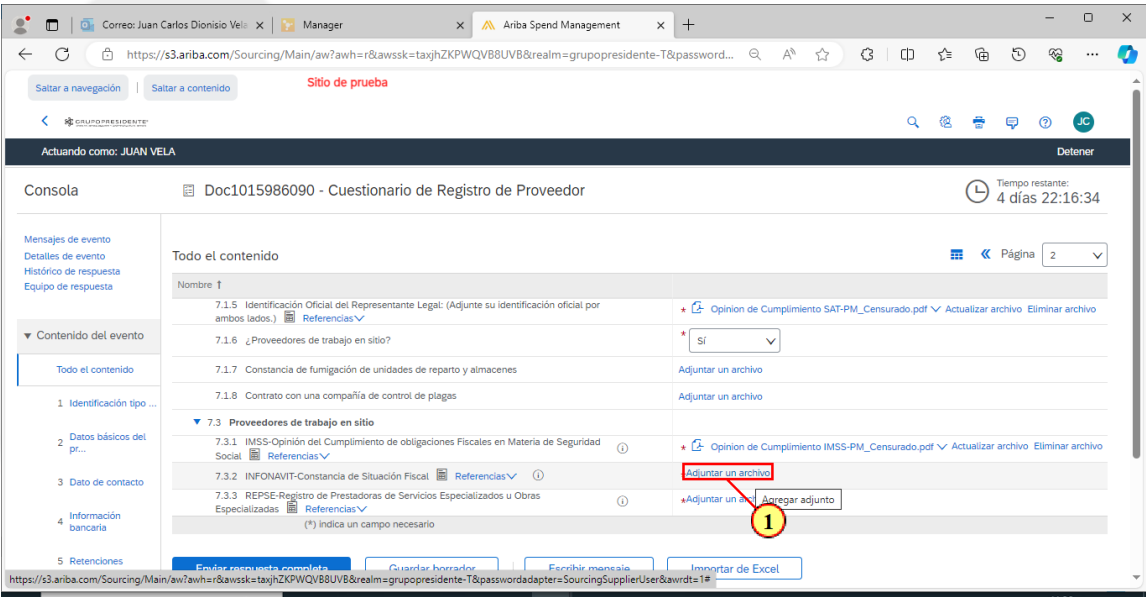 Correo: Juan Carlos Dionisio Vela
Manager
Ariba Spend Management
https://s3.ariba.com/Sourcing/Main/aw?awh=r&awssk=taxjhZKPWQVB8UVB&realm=grupopresidente-T&password...
Saltar a navegación
Saltar a contenido
Sitio de prueba
GRUPO PRESIDENTE
JC
Actuando como: JUAN VELA
Detener
Consola
Doc1015986090 - Cuestionario de Registro de Proveedor
Tiempo restante:
4 días 22:16:34
Mensajes de evento
Detalles de evento
Histórico de respuesta
Equipo de respuesta
Todo el contenido
Página 2
Nombre ↑
7.1.5 Identificación Oficial del Representante Legal: (Adjunte su identificación oficial por
ambos lados.) Referencias
* Opinion de Cumplimiento SAT-PM_Censurado.pdf Actualizar archivo Eliminar archivo
7.1.6 ¿Proveedores de trabajo en sitio?
* Sí
7.1.7 Constancia de fumigación de unidades de reparto y almacenes
Adjuntar un archivo
7.1.8 Contrato con una compañía de control de plagas
Adjuntar un archivo
▼ 7.3 Proveedores de trabajo en sitio
7.3.1 IMSS-Opinión del Cumplimiento de obligaciones Fiscales en Materia de Seguridad
Social Referencias
* Opinion de Cumplimiento IMSS-PM_Censurado.pdf Actualizar archivo Eliminar archivo
7.3.2 INFONAVIT-Constancia de Situación Fiscal Referencias
*Adjuntar un archivo
7.3.3 REPSE-Registro de Prestadoras de Servicios Especializados u Obras
Especializadas Referencias
*Adjuntar un arch
Agregar adjunto
1
(*) indica un campo necesario
▼ Contenido del evento
Todo el contenido
1 Identificación tipo ...
2 Datos básicos del
pr...
3 Dato de contacto
4 Información
bancaria
5 Retenciones
Enviar respuesta completa
Guardar borrador
Escribir mensaje
Importar de Excel
https://s3.ariba.com/Sourcing/Main/aw?awh=r&awssk=taxjhZKPWQVB8UVB&realm=grupopresidente-T&passwordadapter=SourcingSupplierUser&awrdt=1#